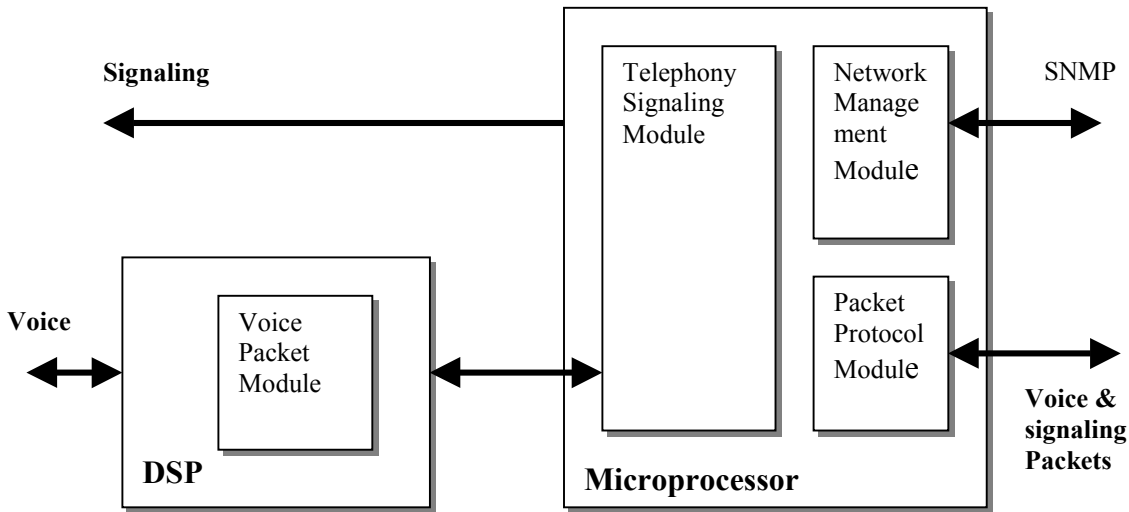 Signaling
Telephony
Signaling
Module
Network
Manage
ment
Module
SNMP
Voice
Voice
Packet
Module
DSP
Packet
Protocol
Module
Voice &
signaling
Packets
Microprocessor